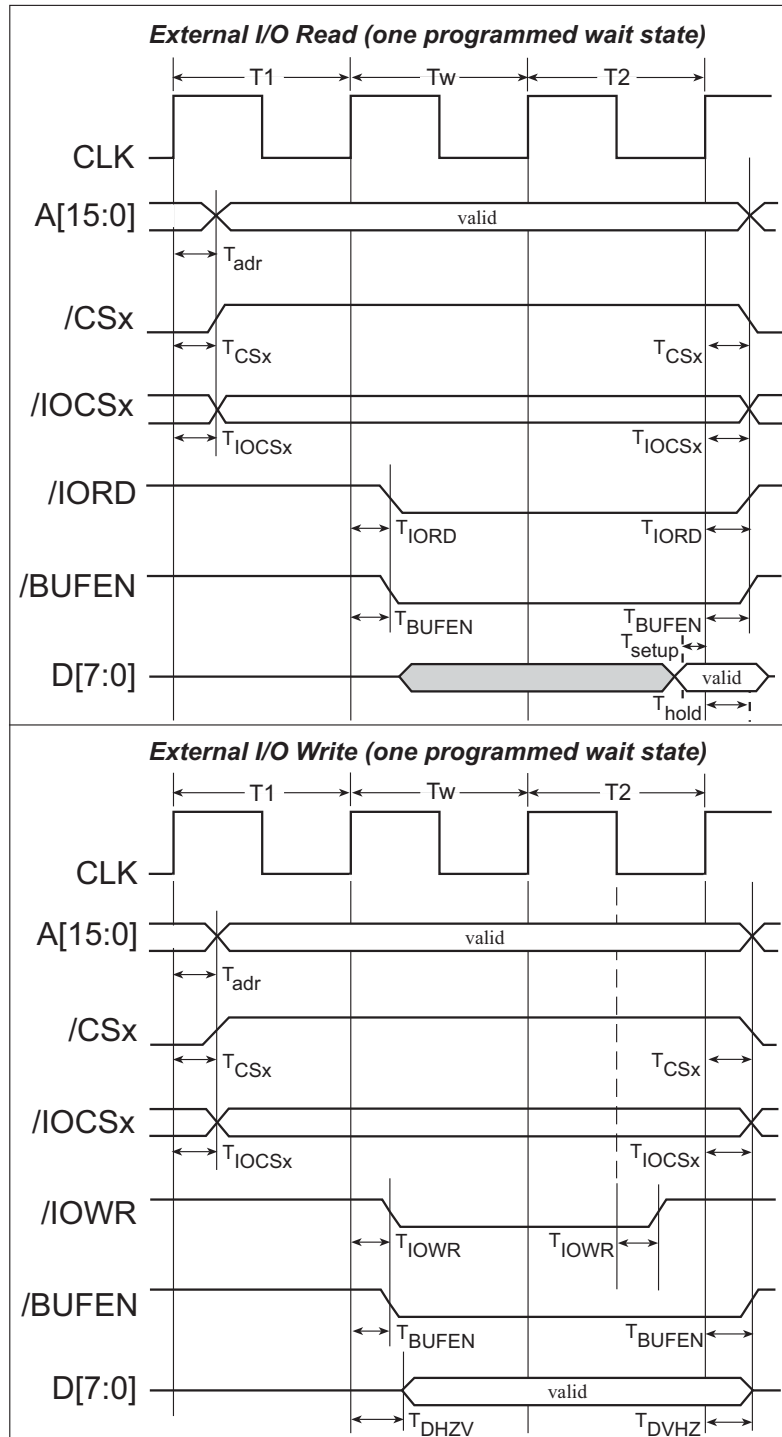 External I/O Read (one programmed wait state)
T1 Tw T2
CLK
A[15:0] valid
Tadr
/CSx
TCSx TCSx
/IOCSx
TIOCSx TIOCSx
/IORD
TIORD TIORD
/BUFEN
TBUFEN TBUFEN
Tsetup
D[7:0] valid
Thold
External I/O Write (one programmed wait state)
T1 Tw T2
CLK
A[15:0] valid
Tadr
/CSx
TCSx TCSx
/IOCSx
TIOCSx TIOCSx
/IOWR
TIOWR TIOWR
/BUFEN
TBUFEN TBUFEN
D[7:0] valid
TDHZV TDVHZ